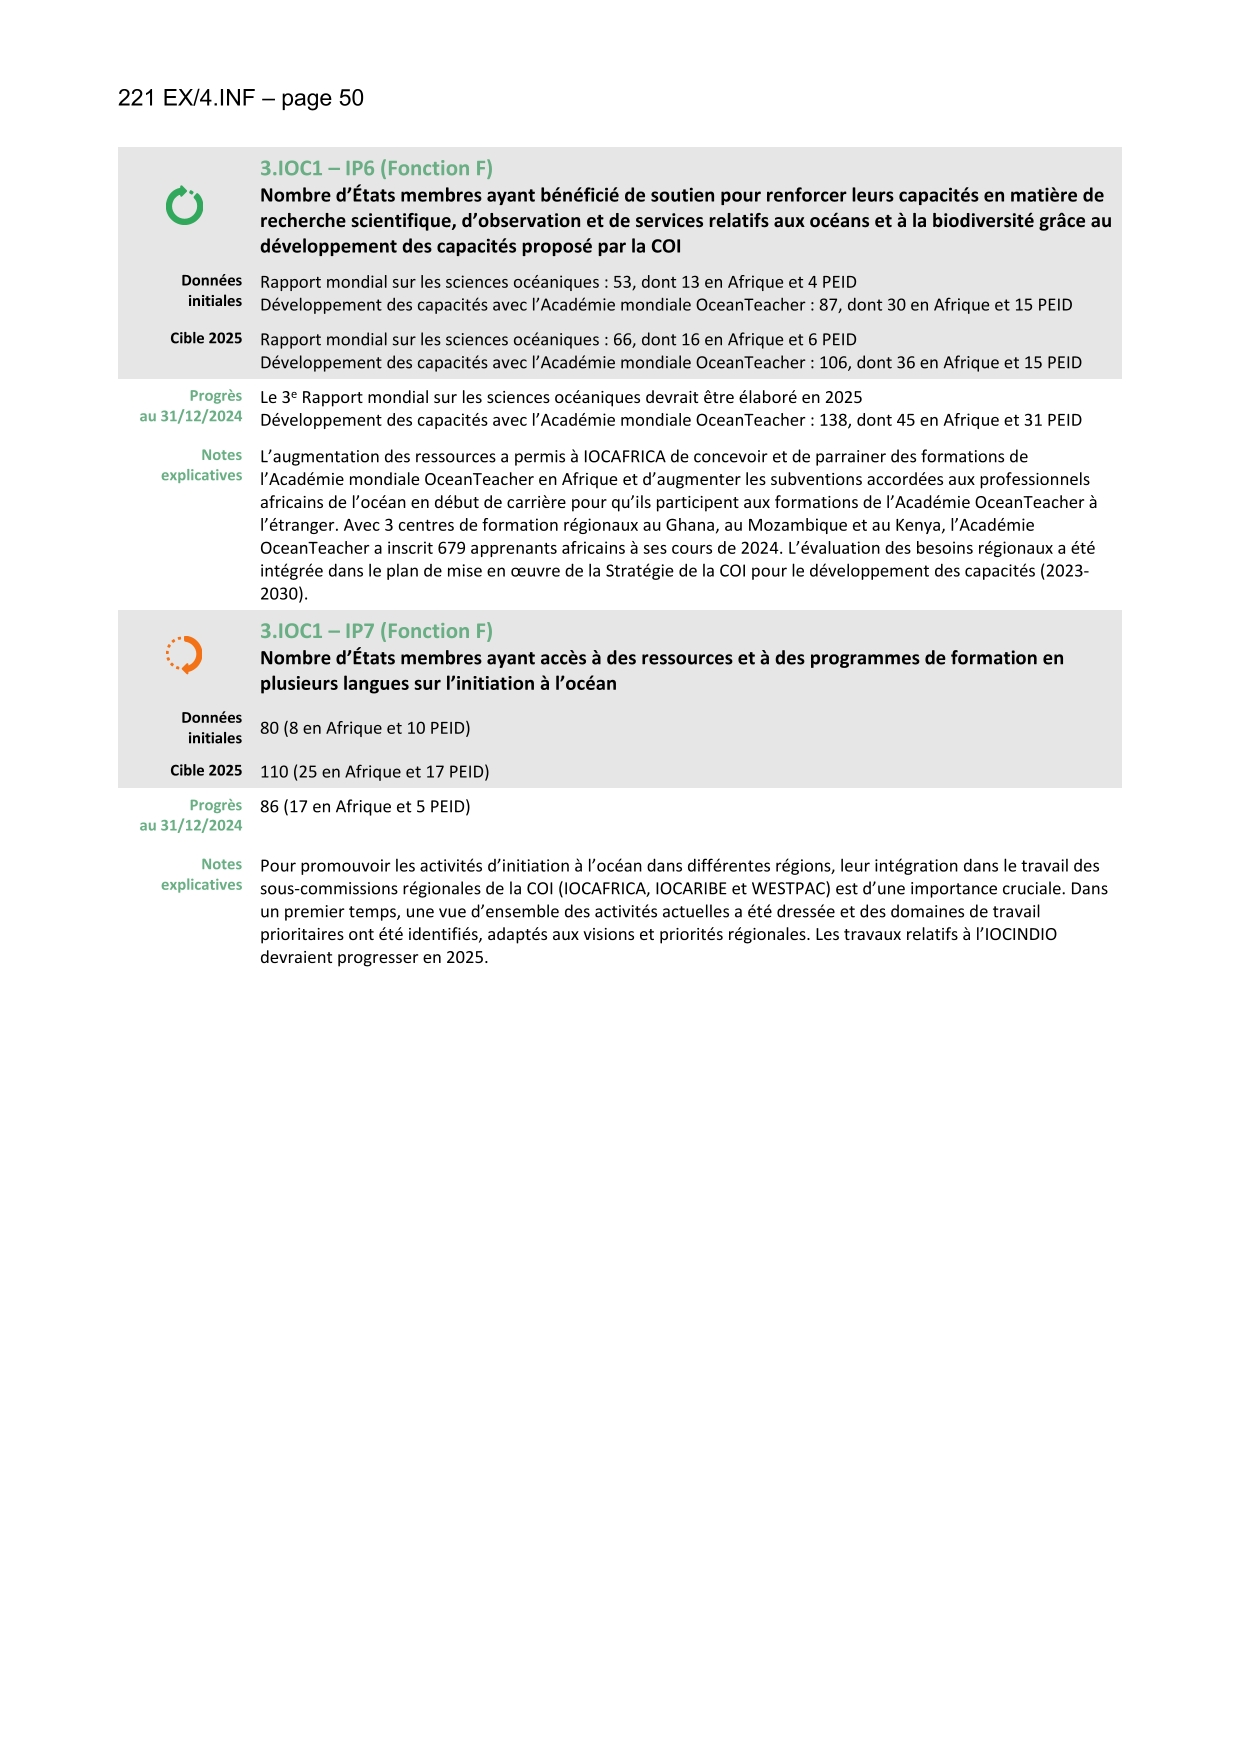 221 EX/4.INF – page 50
3.IOC1 – IP6 (Fonction F)
Nombre d’États membres ayant bénéficié de soutien pour renforcer leurs capacités en matière de
recherche scientifique, d’observation et de services relatifs aux océans et à la biodiversité grâce au
développement des capacités proposé par la COI
Données
initiales
Rapport mondial sur les sciences océaniques : 53, dont 13 en Afrique et 4 PEID
Développement des capacités avec l’Académie mondiale OceanTeacher : 87, dont 30 en Afrique et 15 PEID
Cible 2025
Rapport mondial sur les sciences océaniques : 66, dont 16 en Afrique et 6 PEID
Développement des capacités avec l’Académie mondiale OceanTeacher : 106, dont 36 en Afrique et 15 PEID
Progrès
au 31/12/2024
Le 3e Rapport mondial sur les sciences océaniques devrait être élaboré en 2025
Développement des capacités avec l’Académie mondiale OceanTeacher : 138, dont 45 en Afrique et 31 PEID
Notes
explicatives
L’augmentation des ressources a permis à IOCAFRICA de concevoir et de parrainer des formations de
l’Académie mondiale OceanTeacher en Afrique et d’augmenter les subventions accordées aux professionnels
africains de l’océan en début de carrière pour qu’ils participent aux formations de l’Académie OceanTeacher à
l’étranger. Avec 3 centres de formation régionaux au Ghana, au Mozambique et au Kenya, l’Académie
OceanTeacher a inscrit 679 apprenants africains à ses cours de 2024. L’évaluation des besoins régionaux a été
intégrée dans le plan de mise en œuvre de la Stratégie de la COI pour le développement des capacités (2023-
2030).
3.IOC1 – IP7 (Fonction F)
Nombre d’États membres ayant accès à des ressources et à des programmes de formation en
plusieurs langues sur l’initiation à l’océan
Données
initiales
80 (8 en Afrique et 10 PEID)
Cible 2025
110 (25 en Afrique et 17 PEID)
Progrès
au 31/12/2024
86 (17 en Afrique et 5 PEID)
Notes
explicatives
Pour promouvoir les activités d’initiation à l’océan dans différentes régions, leur intégration dans le travail des
sous-commissions régionales de la COI (IOCAFRICA, IOCARIBE et WESTPAC) est d’une importance cruciale. Dans
un premier temps, une vue d’ensemble des activités actuelles a été dressée et des domaines de travail
prioritaires ont été identifiés, adaptés aux visions et priorités régionales. Les travaux relatifs à l’IOCINDIO
devraient progresser en 2025.